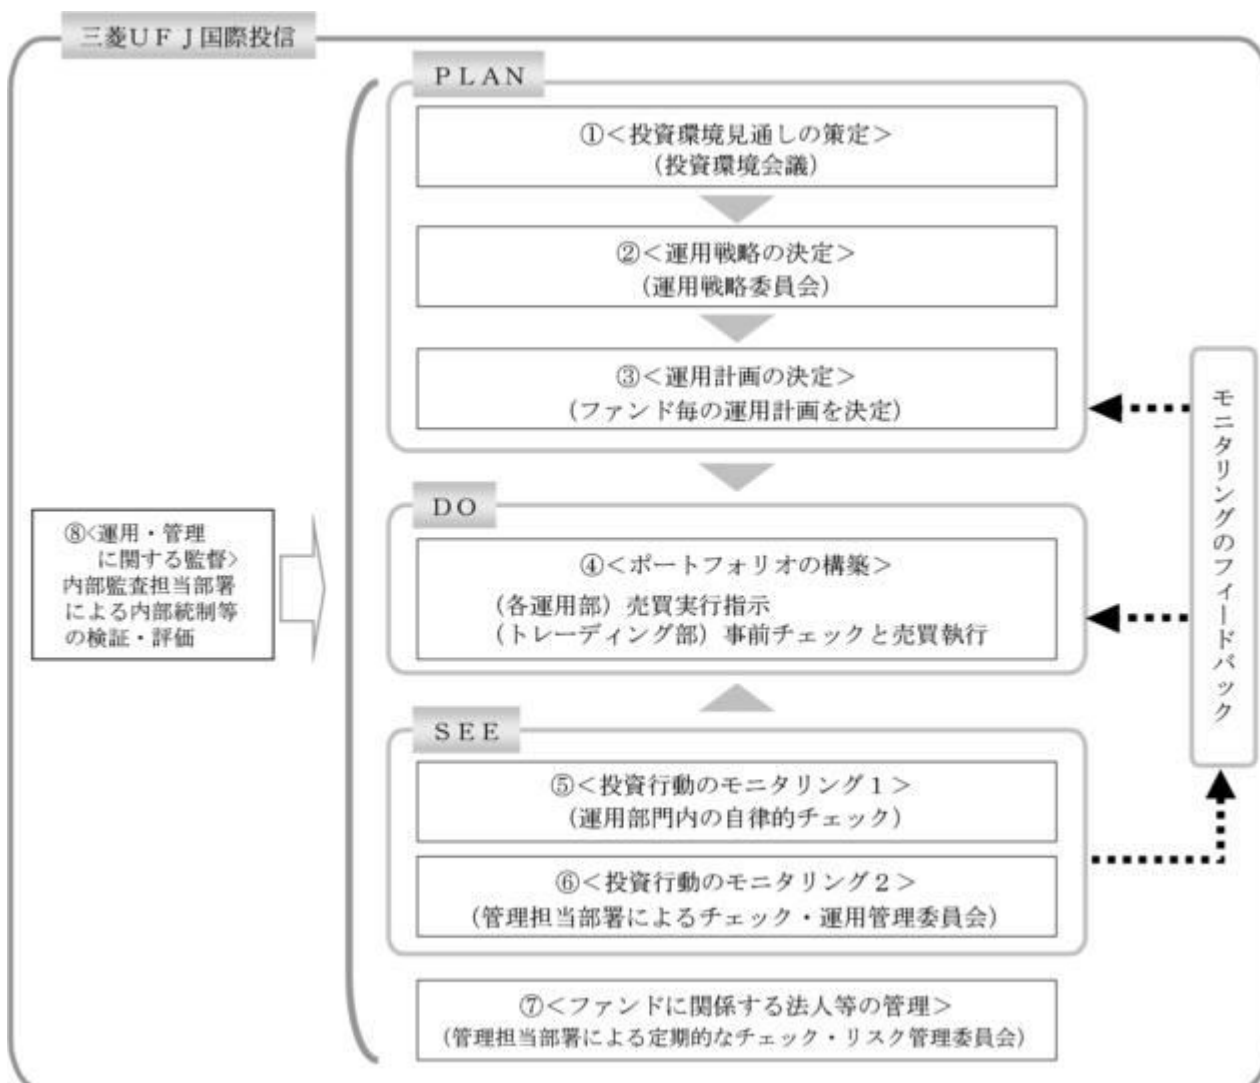 三菱UFJ国際投信
PLAN
①<投資環境見通しの策定>
(投資環境会議)
②<運用戦略の決定>
(運用戦略委員会)
③<運用計画の決定>
(ファンド毎の運用計画を決定)
DO
④<ポートフォリオの構築>
(各運用部)売買実行指示
(トレーディング部)事前チェックと売買執行
SEE
⑤<投資行動のモニタリング1>
(運用部門内の自律的チェック)
⑥<投資行動のモニタリング2>
(管理担当部署によるチェック・運用管理委員会)
⑦<ファンドに関係する法人等の管理>
(管理担当部署による定期的なチェック・リスク管理委員会)
⑧<運用・管理
に関する監督>
内部監査担当部署
による内部統制等
の検証・評価
モニタリングのフィードバック